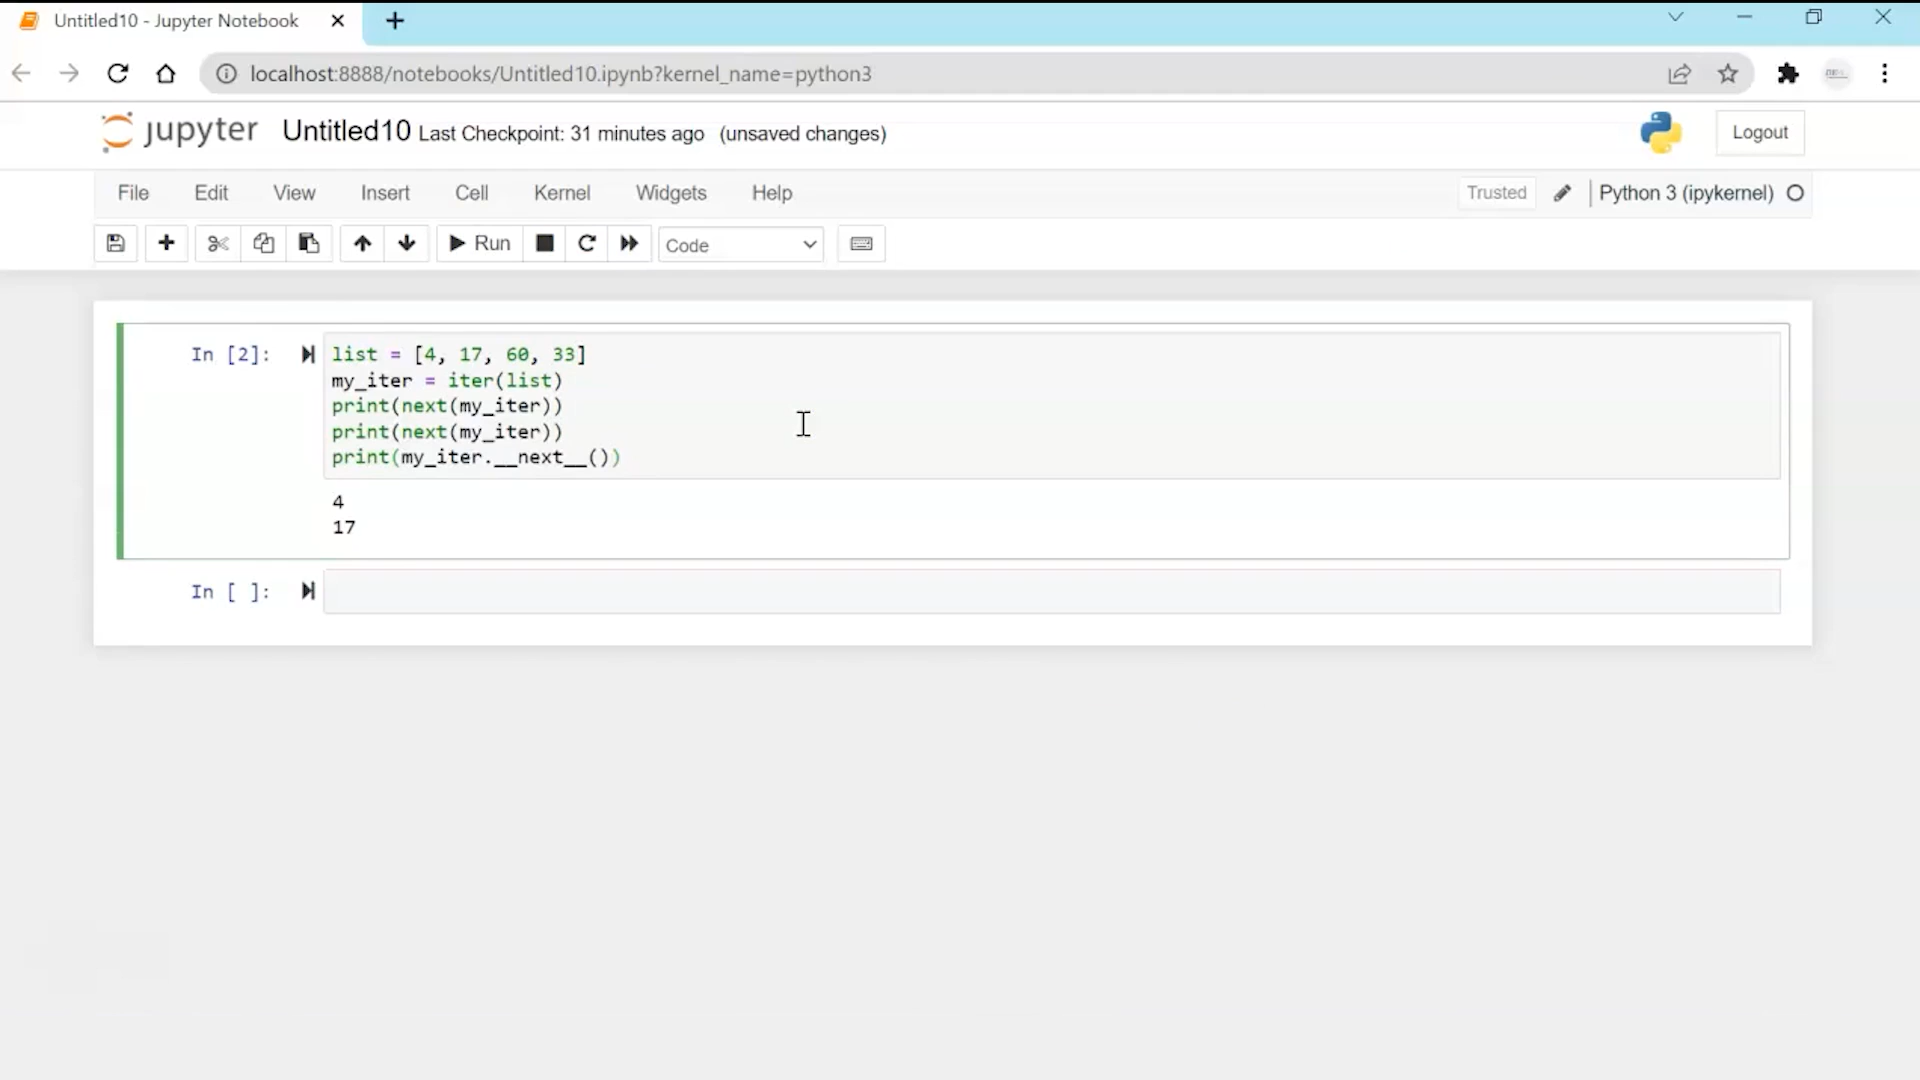 Untitled10 - Jupyter Notebook
localhost:8888/notebooks/Untitled10.ipynb?kernel_name=python3
jupyter Untitled10 Last Checkpoint: 31 minutes ago (unsaved changes)
Logout
File Edit View Insert Cell Kernel Widgets Help
Trusted Python 3 (ipykernel)
Run Code
In [2]:
list = [4, 17, 60, 33]
my_iter = iter(list)
print(next(my_iter))
print(next(my_iter))
print(my_iter.__next__())
4
17
In [ ]: